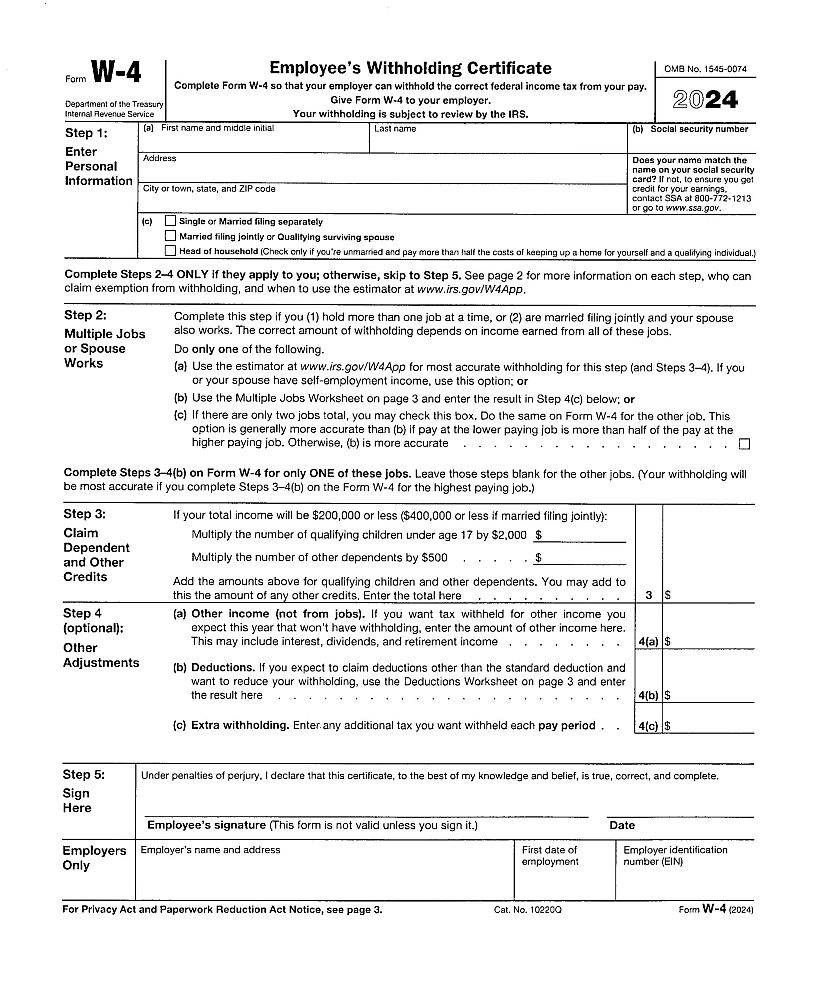 Form W-4
Department of the Treasury
Internal Revenue Service
Employee's Withholding Certificate
Complete Form W-4 so that your employer can withhold the correct federal income tax from your pay.
Give Form W-4 to your employer.
Your withholding is subject to review by the IRS.
OMB No. 1545-0074
2024
Step 1:
Enter
Personal
Information
(a) First name and middle initial
Last name
(b) Social security number
Address
City or town, state, and ZIP code
Does your name match the
name on your social security
card? If not, to ensure you get
credit for your earnings,
contact SSA at 800-772-1213
or go to www.ssa.gov.
(c) Single or Married filing separately
Married filing jointly or Qualifying surviving spouse
Head of household (Check only if you're unmarried and pay more than half the costs of keeping up a home for yourself and a qualifying individual.)
Complete Steps 2–4 ONLY if they apply to you; otherwise, skip to Step 5. See page 2 for more information on each step, who can
claim exemption from withholding, and when to use the estimator at www.irs.gov/W4App.
Step 2:
Multiple Jobs
or Spouse
Works
Complete this step if you (1) hold more than one job at a time, or (2) are married filing jointly and your spouse
also works. The correct amount of withholding depends on income earned from all of these jobs.
Do only one of the following.
(a) Use the estimator at www.irs.gov/W4App for most accurate withholding for this step (and Steps 3–4). If you
or your spouse have self-employment income, use this option; or
(b) Use the Multiple Jobs Worksheet on page 3 and enter the result in Step 4(c) below; or
(c) If there are only two jobs total, you may check this box. Do the same on Form W-4 for the other job. This
option is generally more accurate than (b) if pay at the lower paying job is more than half of the pay at the
higher paying job. Otherwise, (b) is more accurate . . . . . . . . . . . . . . . . . .
Complete Steps 3–4(b) on Form W-4 for only ONE of these jobs. Leave those steps blank for the other jobs. (Your withholding will
be most accurate if you complete Steps 3–4(b) on the Form W-4 for the highest paying job.)
Step 3:
Claim
Dependent
and Other
Credits
If your total income will be $200,000 or less ($400,000 or less if married filing jointly):
Multiply the number of qualifying children under age 17 by $2,000 $
Multiply the number of other dependents by $500 . . . . . $
Add the amounts above for qualifying children and other dependents. You may add to
this the amount of any other credits. Enter the total here . . . . . . . . . . 3 $
Step 4
(optional):
Other
Adjustments
(a) Other income (not from jobs). If you want tax withheld for other income you
expect this year that won't have withholding, enter the amount of other income here.
This may include interest, dividends, and retirement income . . . . . . . . 4(a) $
(b) Deductions. If you expect to claim deductions other than the standard deduction and
want to reduce your withholding, use the Deductions Worksheet on page 3 and enter
the result here . . . . . . . . . . . . . . . . . . . . . . . 4(b) $
(c) Extra withholding. Enter any additional tax you want withheld each pay period . . 4(c) $
Step 5:
Sign
Here
Under penalties of perjury, I declare that this certificate, to the best of my knowledge and belief, is true, correct, and complete.
Employee's signature (This form is not valid unless you sign it.)
Date
Employers
Only
Employer's name and address
First date of
employment
Employer identification
number (EIN)
For Privacy Act and Paperwork Reduction Act Notice, see page 3.
Cat. No. 10220Q
Form W-4 (2024)